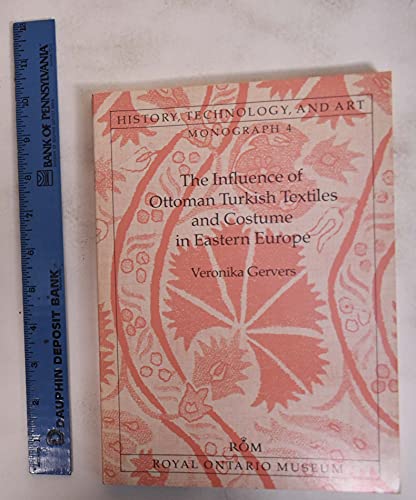 HISTORY, TECHNOLOGY, AND ART
MONOGRAPH 4
The Influence of
Ottoman Turkish Textiles
and Costume
in Eastern Europe
Veronika Gervers
ROM
ROYAL ONTARIO MUSEUM
BANK OF PENNSYLVANIA
DAUPHIN DEPOSIT BANK